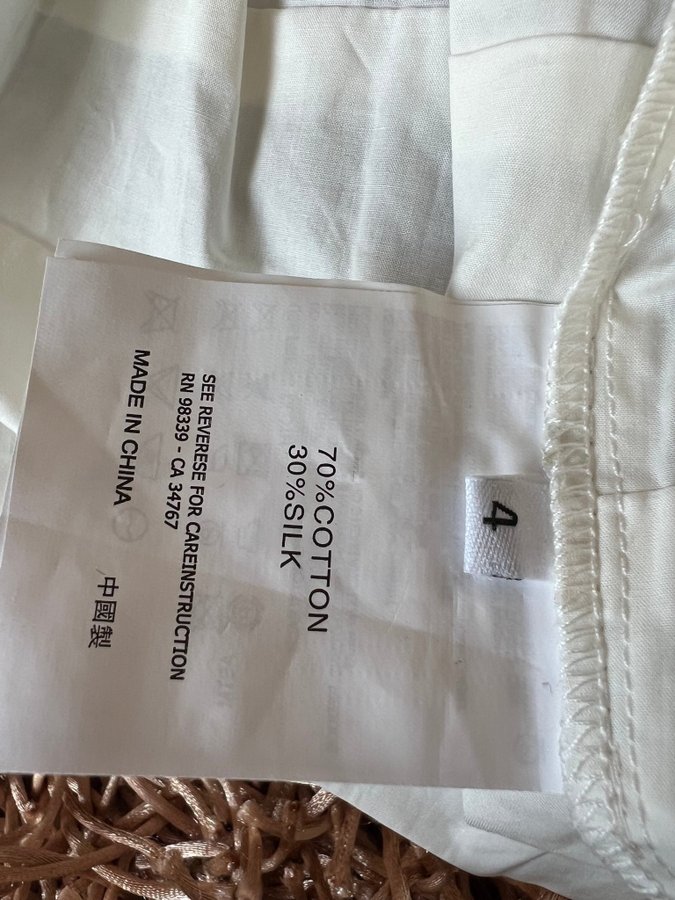 4
70%COTTON
30%SILK
SEE REVERESE FOR CAREINSTRUCTION
RN 98339 - CA 34767
MADE IN CHINA
中國製